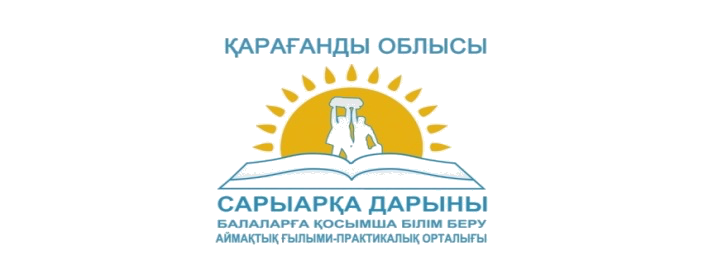 ҚАРАҒАНДЫ ОБЛЫСЫ
САРЫАРҚА ДАРЫНЫ
БАЛАЛАРҒА ҚОСЫМША БІЛІМ БЕРУ
АЙМАҚТЫҚ ҒЫЛЫМИ-ПРАКТИКАЛЫҚ ОРТАЛЫҒЫ